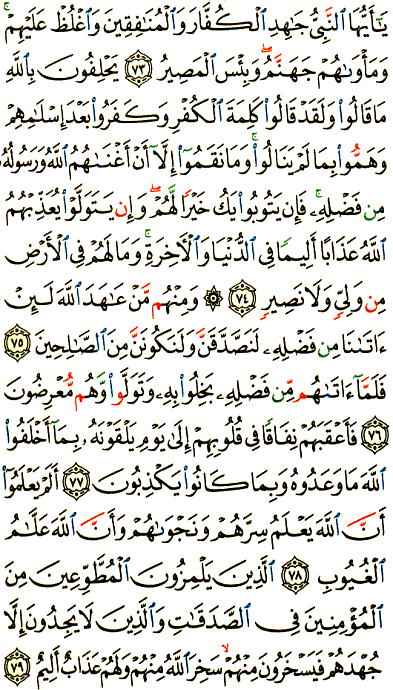 يَٰٓأَيُّهَا ٱلنَّبِىُّ جَٰهِدِ ٱلْكُفَّارَ وَٱلْمُنَٰفِقِينَ وَٱغْلُظْ عَلَيْهِمْ ۚ
وَمَأْوَىٰهُمْ جَهَنَّمُ ۖ وَبِئْسَ ٱلْمَصِيرُ ٧٣ يَحْلِفُونَ بِٱللَّهِ
مَا قَالُوا۟ وَلَقَدْ قَالُوا۟ كَلِمَةَ ٱلْكُفْرِ وَكَفَرُوا۟ بَعْدَ إِسْلَٰمِهِمْ
وَهَمُّوا۟ بِمَا لَمْ يَنَالُوا۟ ۚ وَمَا نَقَمُوٓا۟ إِلَّآ أَنْ أَغْنَىٰهُمُ ٱللَّهُ وَرَسُولُهُۥ
مِن فَضْلِهِۦ ۚ فَإِن يَتُوبُوا۟ يَكُ خَيْرًا لَّهُمْ ۖ وَإِن يَتَوَلَّوْا۟ يُعَذِّبْهُمُ
ٱللَّهُ عَذَابًا أَلِيمًا فِى ٱلدُّنْيَا وَٱلْءَاخِرَةِ ۚ وَمَا لَهُمْ فِى ٱلْأَرْضِ
مِن وَلِىٍّ وَلَا نَصِيرٍ ٧٤ ۞ وَمِنْهُم مَّنْ عَٰهَدَ ٱللَّهَ لَئِنْ
ءَاتَىٰنَا مِن فَضْلِهِۦ لَنَصَّدَّقَنَّ وَلَنَكُونَنَّ مِنَ ٱلصَّٰلِحِينَ ٧٥
فَلَمَّآ ءَاتَىٰهُم مِّن فَضْلِهِۦ بَخِلُوا۟ بِهِۦ وَتَوَلَّوا۟ وَّهُم مُّعْرِضُونَ
٧٦ فَأَعْقَبَهُمْ نِفَاقًا فِى قُلُوبِهِمْ إِلَىٰ يَوْمِ يَلْقَوْنَهُۥ بِمَآ أَخْلَفُوا۟
ٱللَّهَ مَا وَعَدُوهُ وَبِمَا كَانُوا۟ يَكْذِبُونَ ٧٧ أَلَمْ يَعْلَمُوٓا۟
أَنَّ ٱللَّهَ يَعْلَمُ سِرَّهُمْ وَنَجْوَىٰهُمْ وَأَنَّ ٱللَّهَ عَلَّٰمُ
ٱلْغُيُوبِ ٧٨ ٱلَّذِينَ يَلْمِزُونَ ٱلْمُطَّوِّعِينَ مِنَ
ٱلْمُؤْمِنِينَ فِى ٱلصَّدَقَٰتِ وَٱلَّذِينَ لَا يَجِدُونَ إِلَّا
جُهْدَهُمْ فَيَسْخَرُونَ مِنْهُمْ ۙ سَخِرَ ٱللَّهُ مِنْهُمْ وَلَهُمْ عَذَابٌ أَلِيمٌ ٧٩